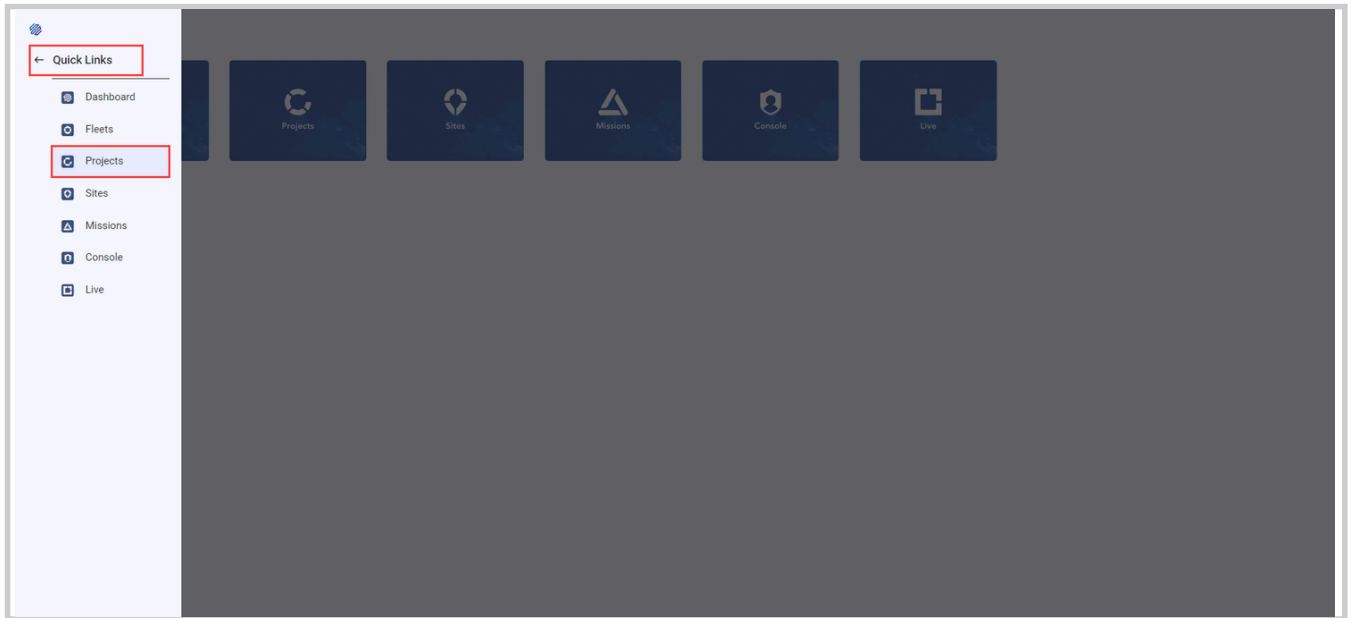 Quick Links
Dashboard
Fleets
Projects
Sites
Missions
Console
Live
Projects
Sites
Missions
Console
Live